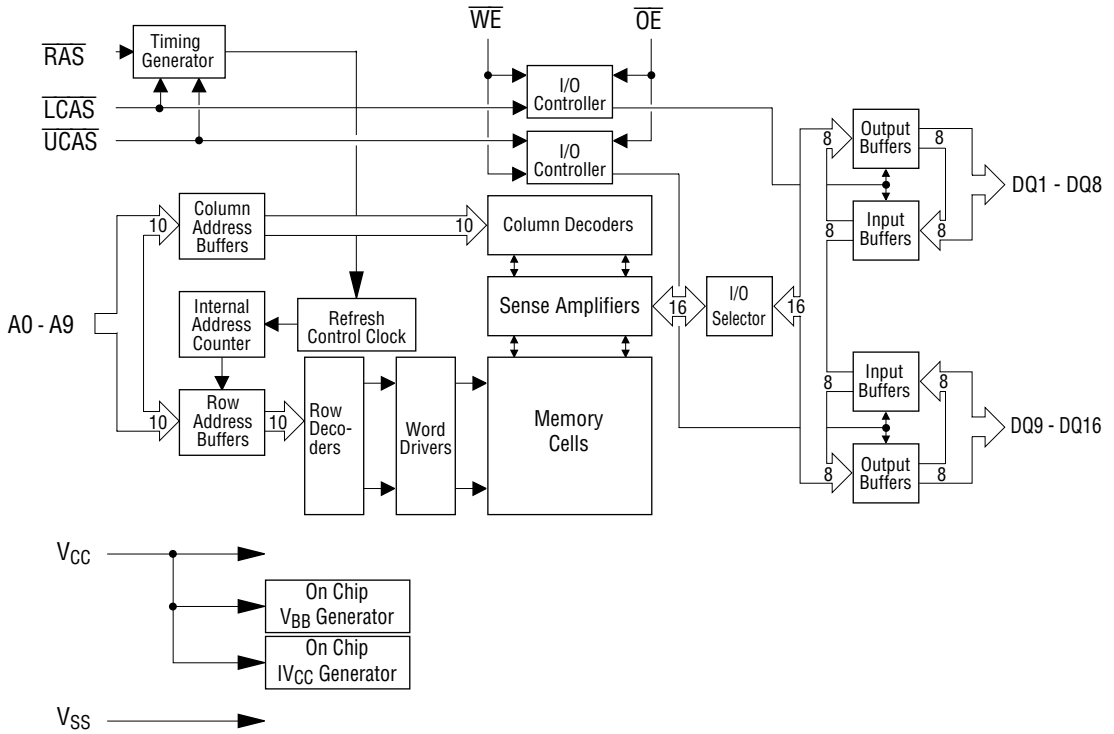 WE
OE
RAS
Timing
Generator
LCAS
UCAS
I/O
Controller
I/O
Controller
8
Output
Buffers
8
DQ1 - DQ8
8
Input
Buffers
8
10
Column
Address
Buffers
10
10
Column Decoders
A0 - A9
Internal
Address
Counter
Refresh
Control Clock
Sense Amplifiers
16
I/O
Selector
16
10
Row
Address
Buffers
10
Row
Deco-
ders
Word
Drivers
Memory
Cells
8
Input
Buffers
8
DQ9 - DQ16
8
Output
Buffers
8
VCC
On Chip
VBB Generator
On Chip
IVCC Generator
VSS